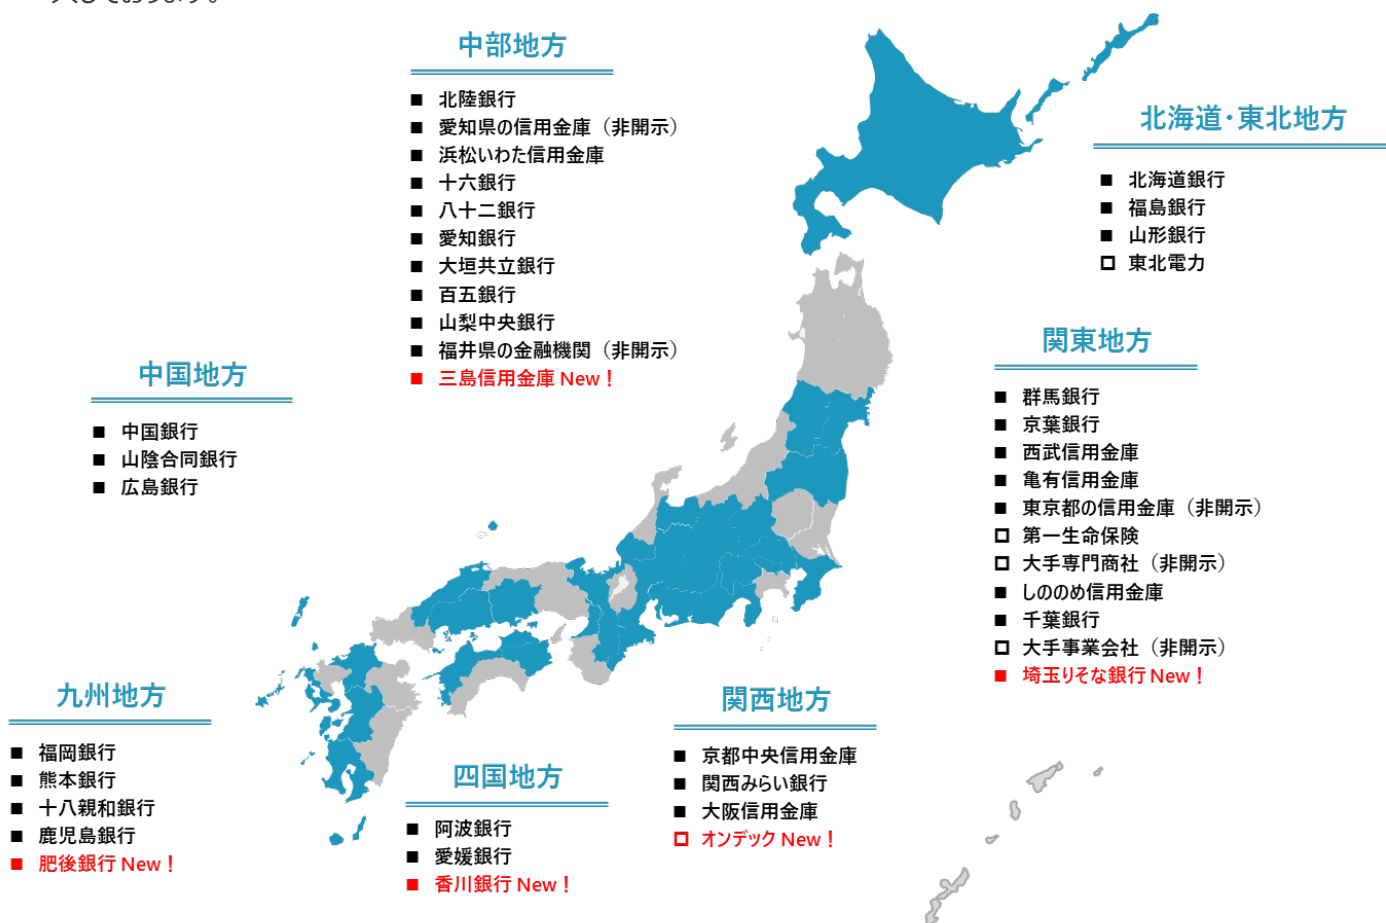 入しております。
中部地方
■ 北陸銀行
■ 愛知県の信用金庫（非開示）
■ 浜松いわた信用金庫
■ 十六銀行
■ 八十二銀行
■ 愛知銀行
■ 大垣共立銀行
■ 百五銀行
■ 山梨中央銀行
■ 福井県の金融機関（非開示）
■ 三島信用金庫 New！
北海道・東北地方
■ 北海道銀行
■ 福島銀行
■ 山形銀行
□ 東北電力
関東地方
■ 群馬銀行
■ 京葉銀行
■ 西武信用金庫
■ 亀有信用金庫
■ 東京都の信用金庫（非開示）
□ 第一生命保険
□ 大手専門商社（非開示）
■ しののめ信用金庫
■ 千葉銀行
□ 大手事業会社（非開示）
■ 埼玉りそな銀行 New！
中国地方
■ 中国銀行
■ 山陰合同銀行
■ 広島銀行
九州地方
■ 福岡銀行
■ 熊本銀行
■ 十八親和銀行
■ 鹿児島銀行
■ 肥後銀行 New！
四国地方
■ 阿波銀行
■ 愛媛銀行
■ 香川銀行 New！
関西地方
■ 京都中央信用金庫
■ 関西みらい銀行
■ 大阪信用金庫
□ オンデック New！